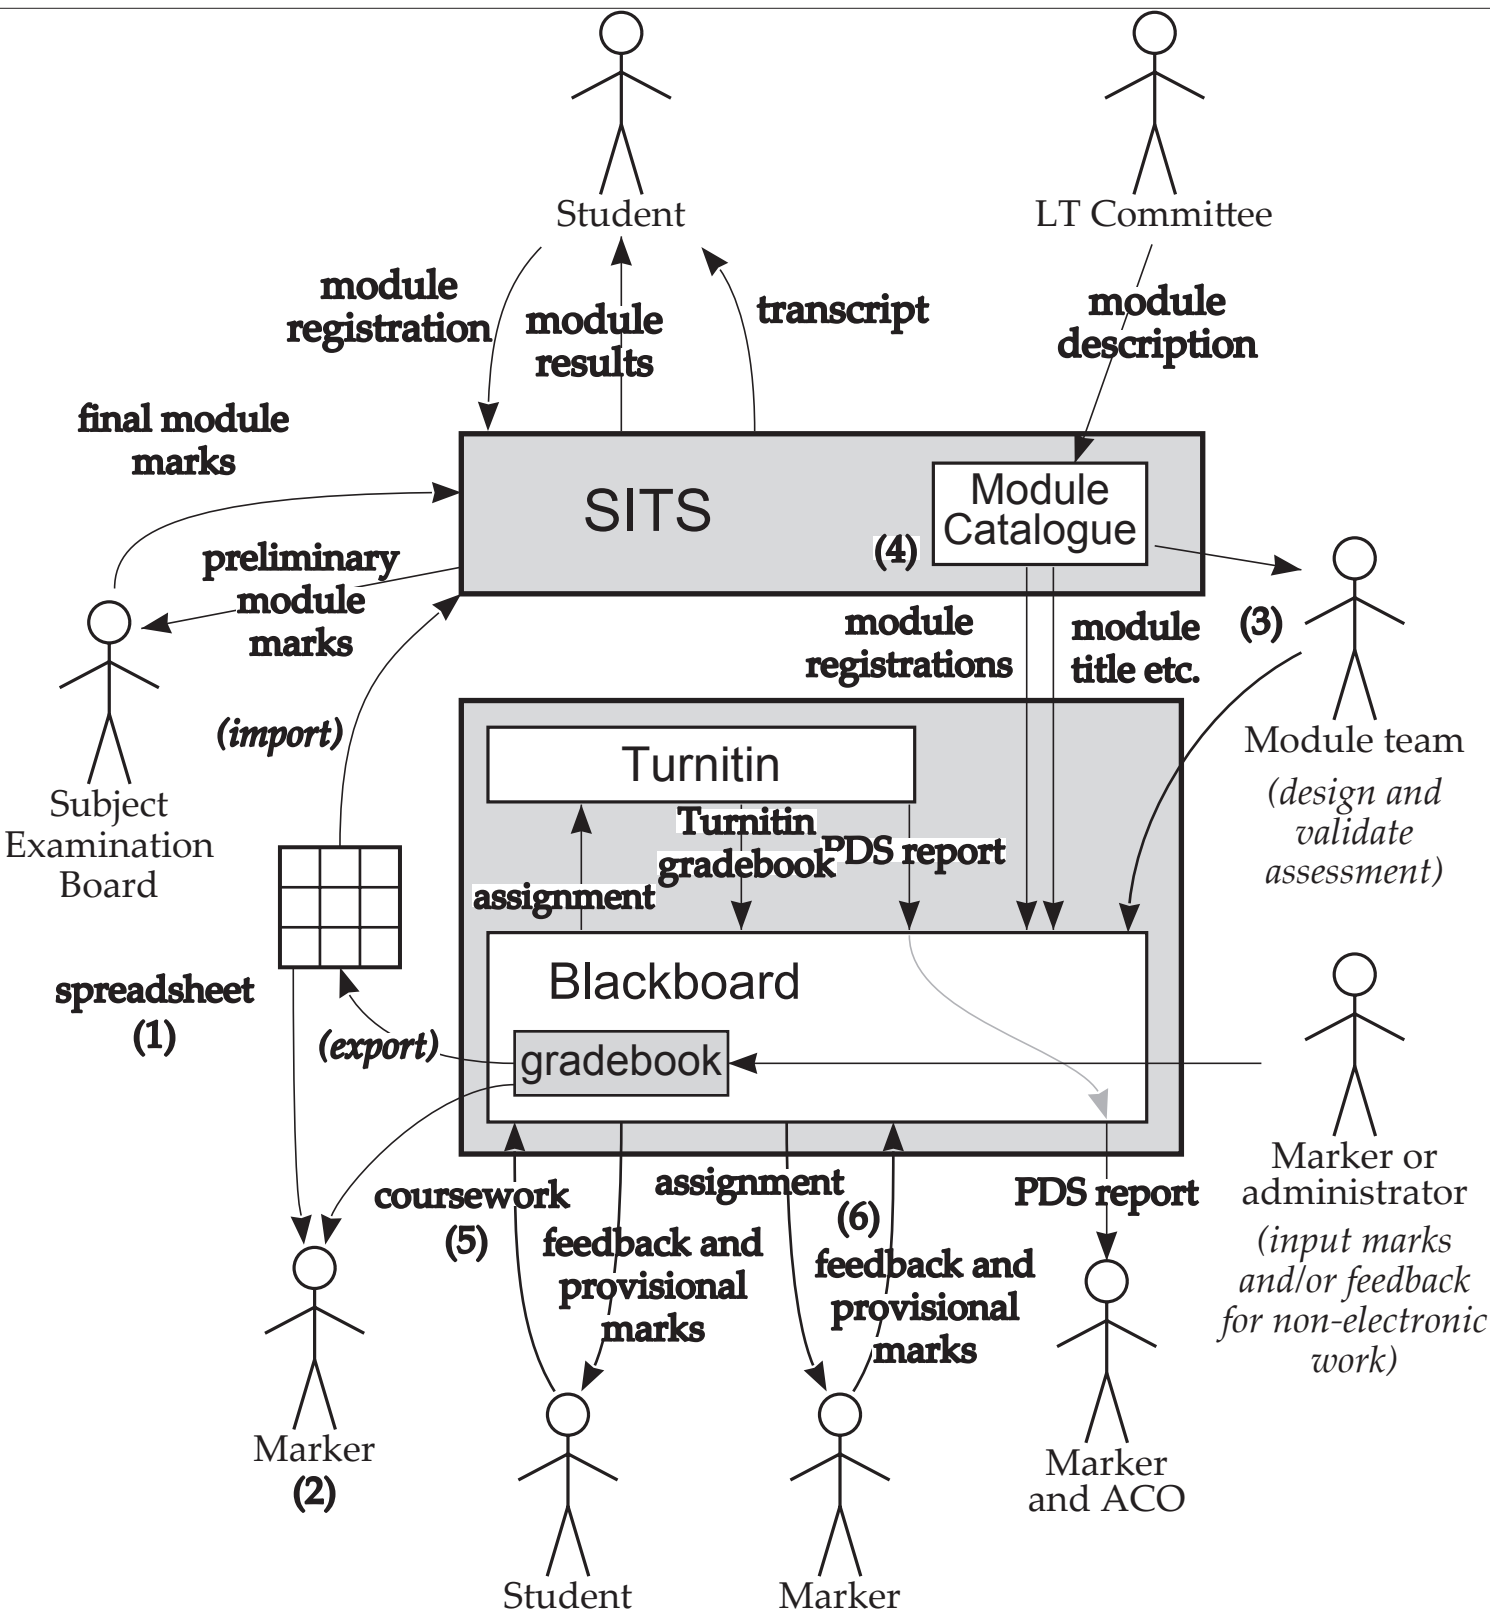 Student
LT Committee
module
registration
module
results
transcript
module
description
final module
marks
SITS
Module
Catalogue
(4)
preliminary
module
marks
module
registrations
module
title etc.
(3)
(import)
Turnitin
Module team
(design and
validate
assessment)
Subject
Examination
Board
Turnitin
gradebook
PDS report
assignment
Blackboard
spreadsheet
(1)
(export)
gradebook
Marker or
administrator
(input marks
and/or feedback
for non-electronic
work)
coursework
(5)
feedback and
provisional
marks
assignment
(6)
feedback and
provisional
marks
PDS report
Marker
(2)
Marker
and ACO
Student
Marker